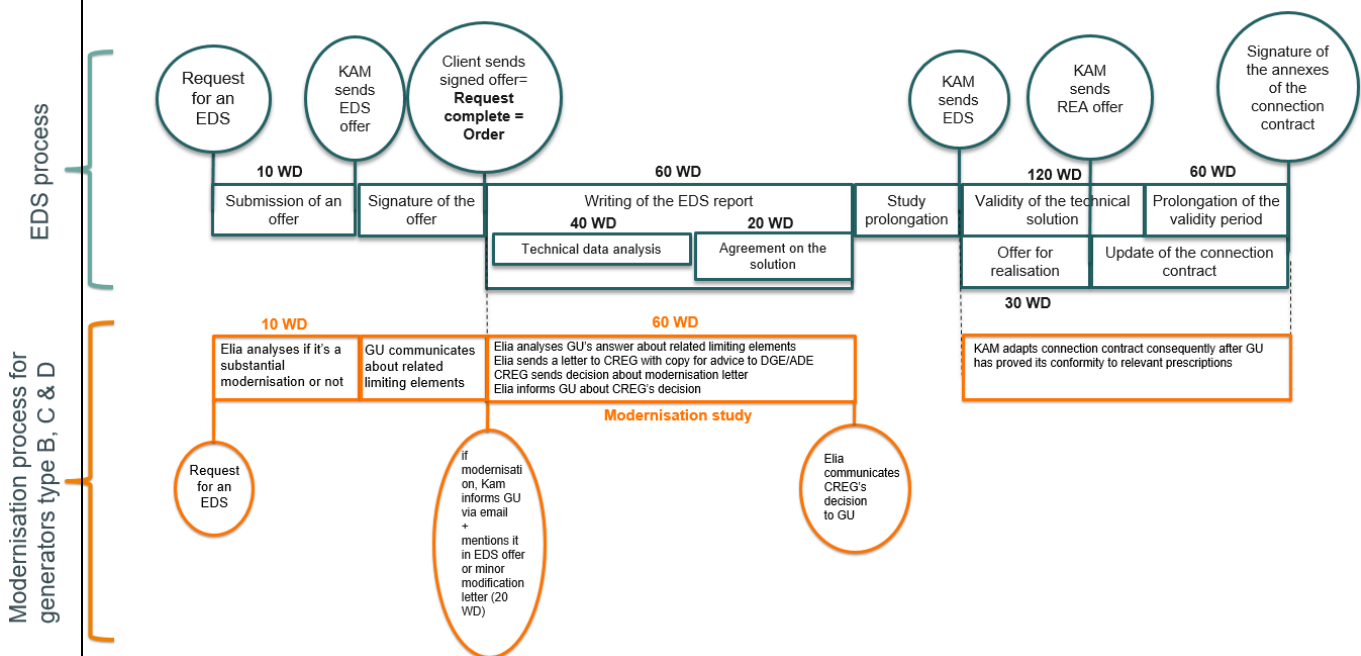 EDS process
Request
for an
EDS
KAM
sends
EDS
offer
Client sends
signed offer=
Request
complete =
Order
KAM
sends
EDS
KAM
sends
REA offer
Signature of
the annexes
of the
connection
contract
10 WD
60 WD
120 WD
60 WD
Submission of an
offer
Signature of the
offer
Writing of the EDS report
40 WD
20 WD
Technical data analysis
Agreement on the
solution
Study
prolongation
Validity of the technical
solution
Prolongation of the
validity period
Offer for
realisation
Update of the connection
contract
30 WD
Modernisation process for
generators type B, C & D
10 WD
60 WD
Elia analyses if it's a
substantial
modernisation or not
GU communicates
about related
limiting elements
Elia analyses GU's answer about related limiting elements
Elia sends a letter to CREG with copy for advice to DGE/ADE
CREG sends decision about modernisation letter
Elia informs GU about CREG's decision
KAM adapts connection contract consequently after GU
has proved its conformity to relevant prescriptions
Modernisation study
Request
for an
EDS
if
modernisati
on, Kam
informs GU
via email
+
mentions it
in EDS offer
or minor
modification
letter (20
WD)
Elia
communicates
CREG's
decision
to GU